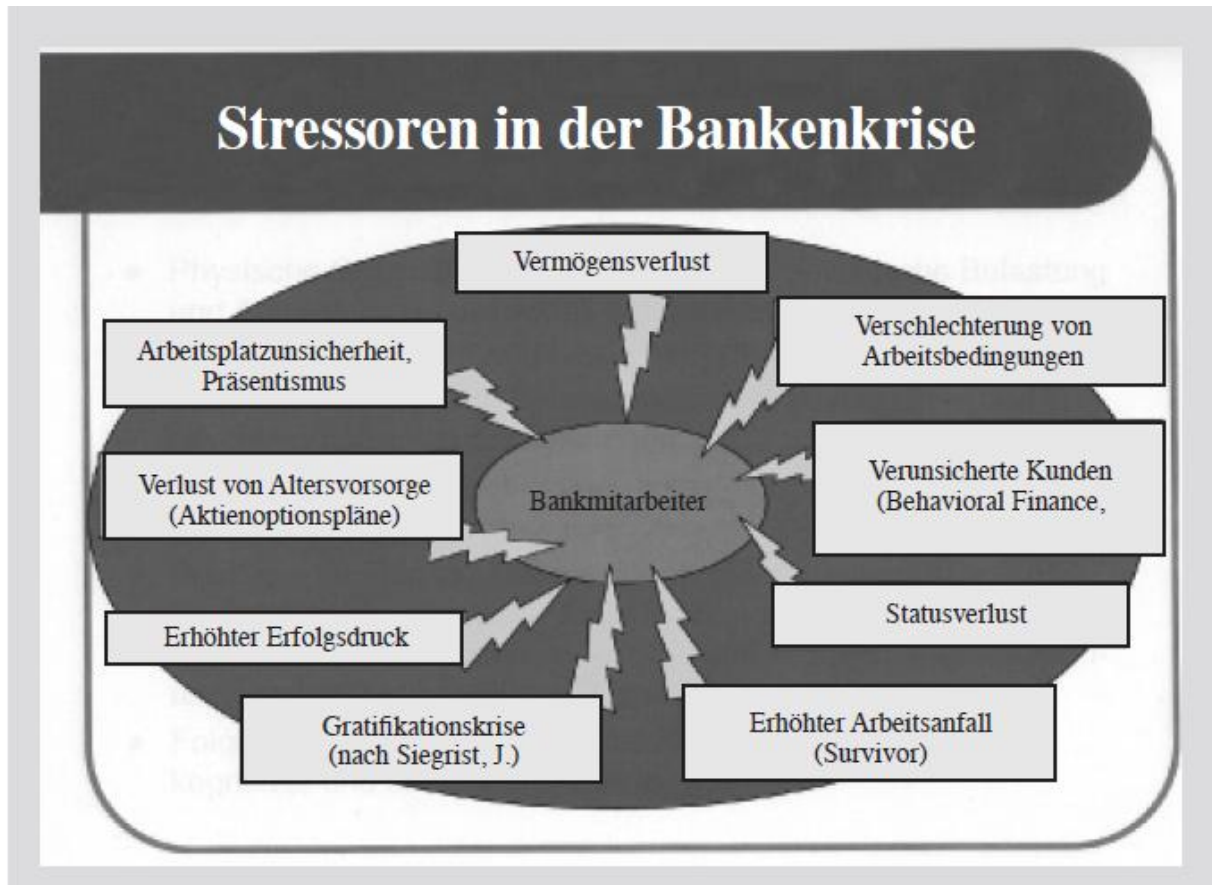 Stressoren in der Bankenkrise
Vermögensverlust
Arbeitsplatzunsicherheit,
Präsentismus
Verschlechterung von
Arbeitsbedingungen
Verlust von Altersvorsorge
(Aktienoptionspläne)
Bankmitarbeiter
Verunsicherte Kunden
(Behavioral Finance,
Erhöhter Erfolgsdruck
Statusverlust
Gratifikationskrise
(nach Siegrist, J.)
Erhöhter Arbeitsanfall
(Survivor)